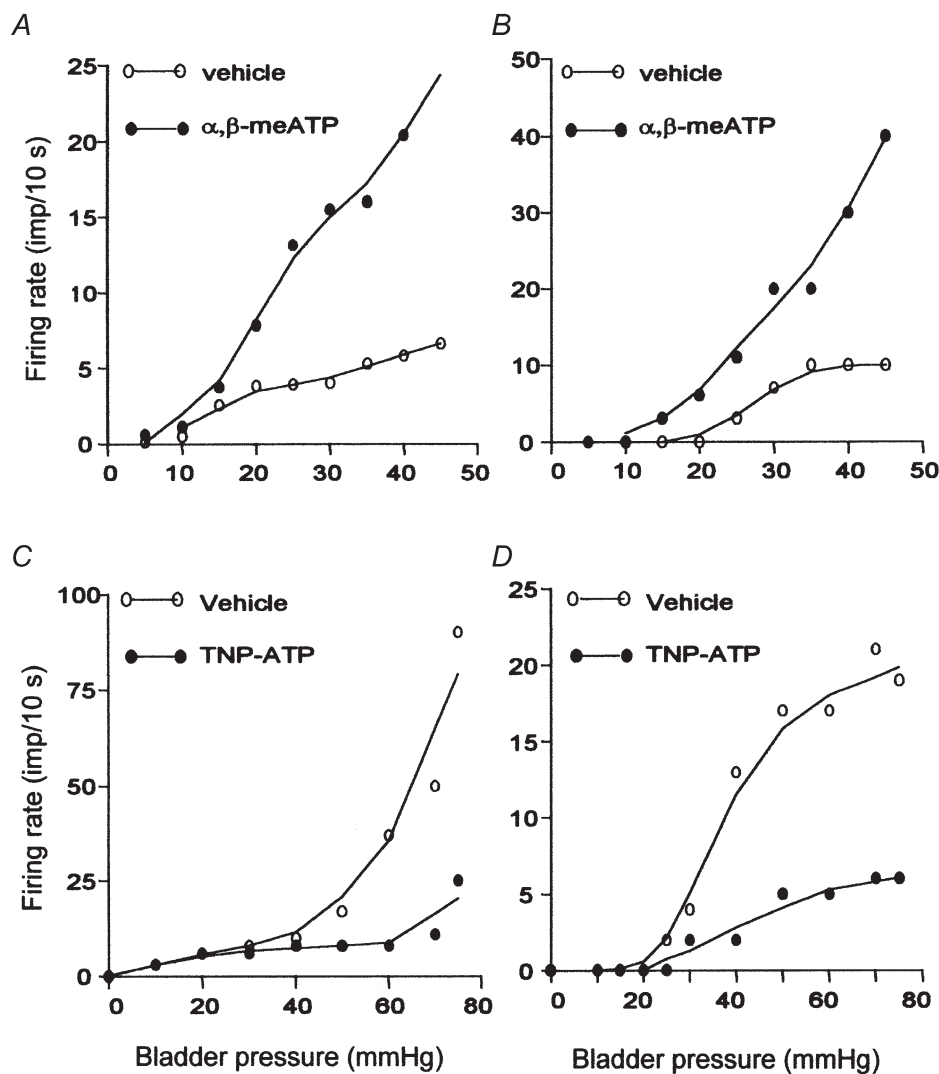 A
vehicle
α,β-meATP
25
20
15
10
5
0
0 10 20 30 40 50
Firing rate (imp/10 s)
B
vehicle
α,β-meATP
50
40
30
20
10
0
0 10 20 30 40 50
C
Vehicle
TNP-ATP
100
75
50
25
0
0 20 40 60 80
Firing rate (imp/10 s)
Bladder pressure (mmHg)
D
Vehicle
TNP-ATP
25
20
15
10
5
0
0 20 40 60 80
Bladder pressure (mmHg)